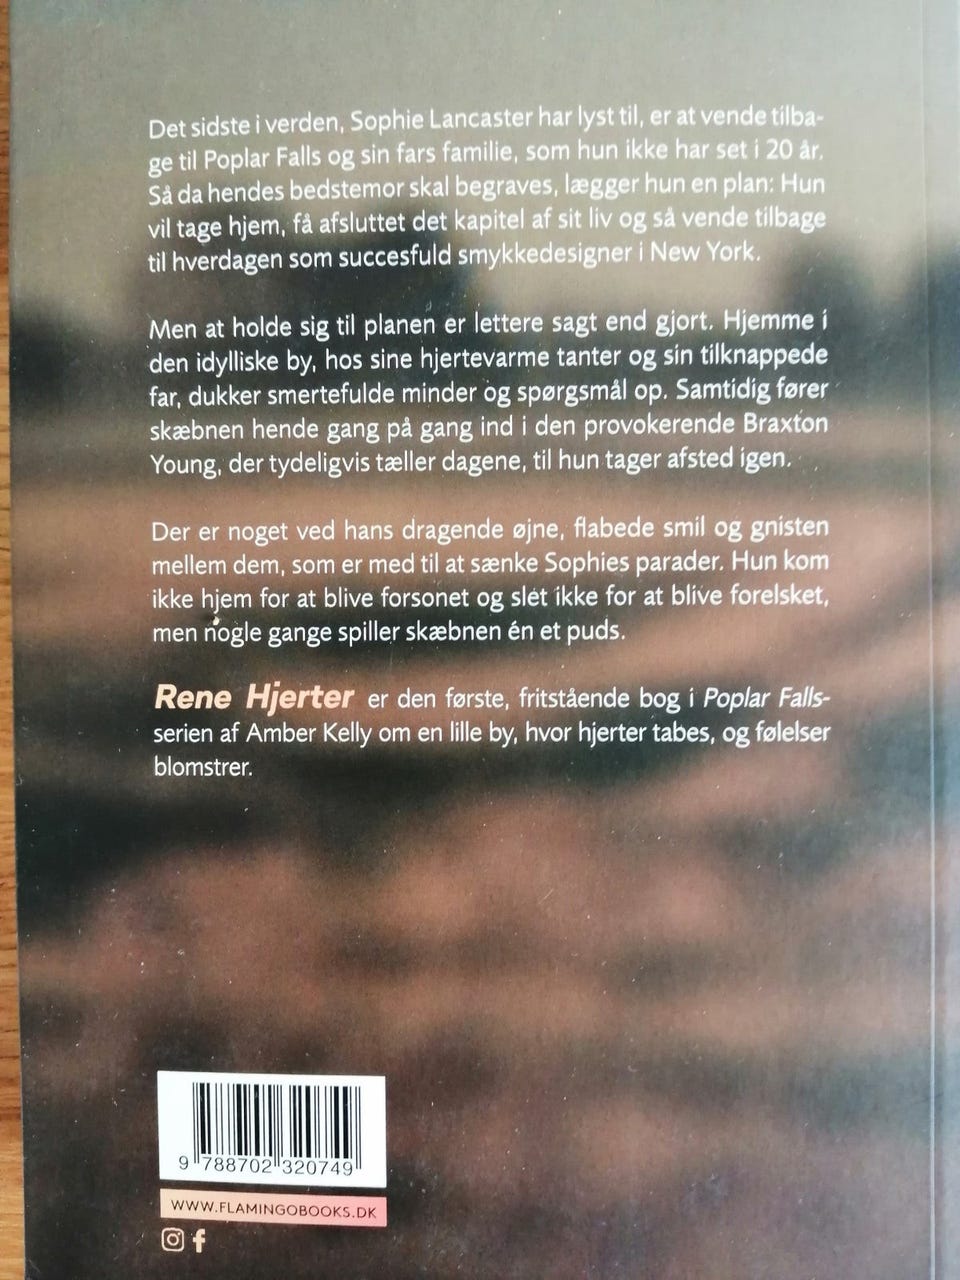 Det sidste i verden, Sophie Lancaster har lyst til, er at vende tilba-
ge til Poplar Falls og sin fars familie, som hun ikke har set i 20 år.
Så da hendes bedstemor skal begraves, lægger hun en plan: Hun
vil tage hjem, få afsluttet det kapitel af sit liv og så vende tilbage
til hverdagen som succesfuld smykkedesigner i New York.
Men at holde sig til planen er lettere sagt end gjort. Hjemme i
den idylliske by, hos sine hjertevarme tanter og sin tilknappede
far, dukker smertefulde minder og spørgsmål op. Samtidig fører
skæbnen hende gang på gang ind i den provokerende Braxton
Young, der tydeligvis tæller dagene, til hun tager afsted igen.
Der er noget ved hans dragende øjne, flabede smil og gnisten
mellem dem, som er med til at sænke Sophies parader. Hun kom
ikke hjem for at blive forsonet og slet ikke for at blive forelsket,
men nogle gange spiller skæbnen én et puds.
Rene Hjerter er den første, fritstående bog i Poplar Falls-
serien af Amber Kelly om en lille by, hvor hjerter tabes, og følelser
blomstrer.
9 788702 320749
WWW.FLAMINGOBOOKS.DK